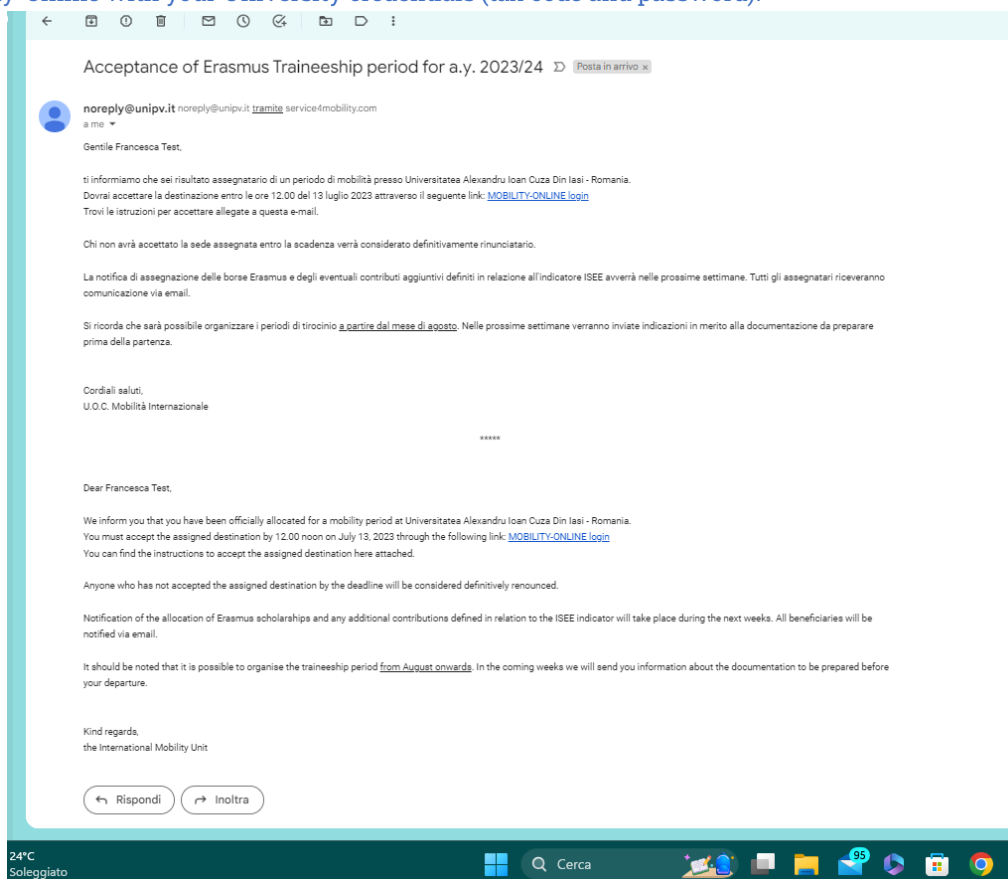 y-Online with your University credentials (tax code and password).
Acceptance of Erasmus Traineeship period for a.y. 2023/24 Posta in arrivo ×
noreply@unipv.it noreply@unipv.it tramite service4mobility.com
a me
Gentile Francesca Test,
ti informiamo che sei risultato assegnatario di un periodo di mobilità presso Universitatea Alexandru Ioan Cuza Din Iasi - Romania.
Dovrai accettare la destinazione entro le ore 12.00 del 13 luglio 2023 attraverso il seguente link: MOBILITY-ONLINE login
Trovi le istruzioni per accettare allegate a questa e-mail.
Chi non avrà accettato la sede assegnata entro la scadenza verrà considerato definitivamente rinunciatario.
La notifica di assegnazione delle borse Erasmus e degli eventuali contributi aggiuntivi definiti in relazione all'indicatore ISEE avverrà nelle prossime settimane. Tutti gli assegnatari riceveranno
comunicazione via email.
Si ricorda che sarà possibile organizzare i periodi di tirocinio a partire dal mese di agosto. Nelle prossime settimane verranno inviate indicazioni in merito alla documentazione da preparare
prima della partenza.
Cordiali saluti,
U.O.C. Mobilità Internazionale
*****
Dear Francesca Test,
We inform you that you have been officially allocated for a mobility period at Universitatea Alexandru Ioan Cuza Din Iasi - Romania.
You must accept the assigned destination by 12.00 noon on July 13, 2023 through the following link: MOBILITY-ONLINE login
You can find the instructions to accept the assigned destination here attached.
Anyone who has not accepted the assigned destination by the deadline will be considered definitively renounced.
Notification of the allocation of Erasmus scholarships and any additional contributions defined in relation to the ISEE indicator will take place during the next weeks. All beneficiaries will be
notified via email.
It should be noted that it is possible to organise the traineeship period from August onwards. In the coming weeks we will send you information about the documentation to be prepared before
your departure.
Kind regards,
the International Mobility Unit
Rispondi Inoltra
24°C
Soleggiato
Cerca
95